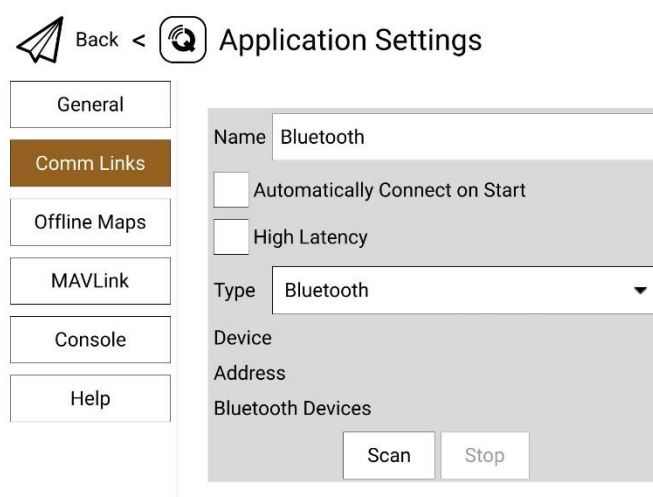 Back < Application Settings
General
Comm Links
Offline Maps
MAVLink
Console
Help
Name Bluetooth
Automatically Connect on Start
High Latency
Type Bluetooth
Device
Address
Bluetooth Devices
Scan Stop